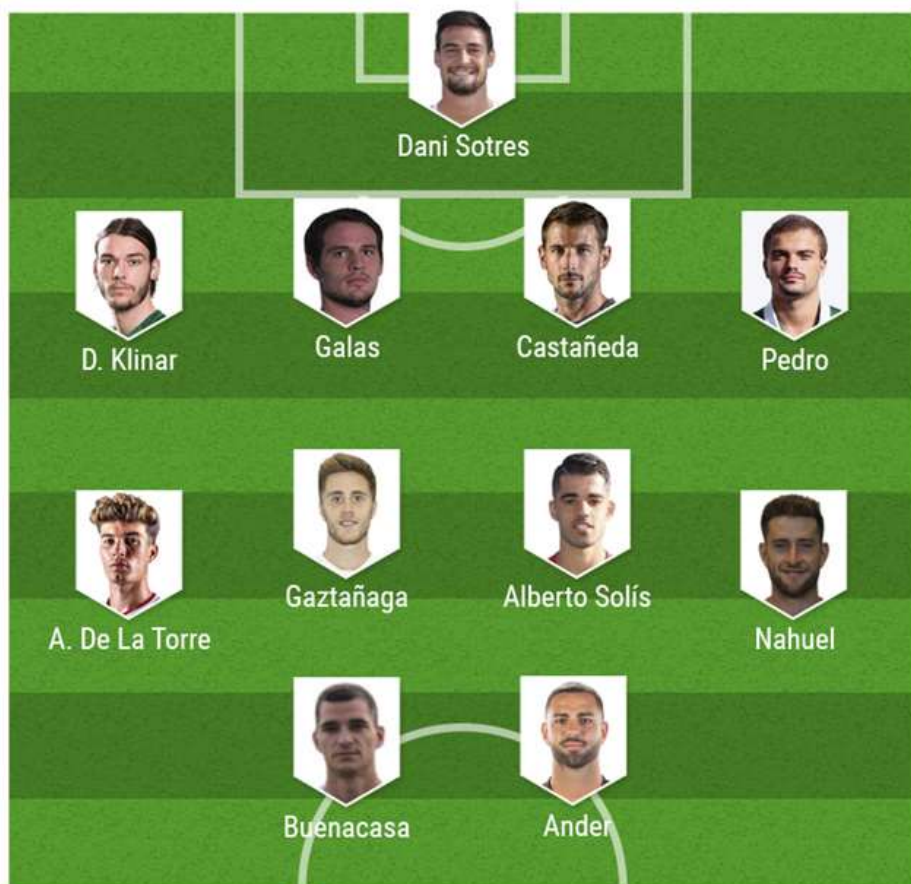 Dani Sotres
D. Klinar
Galas
Castañeda
Pedro
A. De La Torre
Gaztañaga
Alberto Solís
Nahuel
Buenacasa
Ander